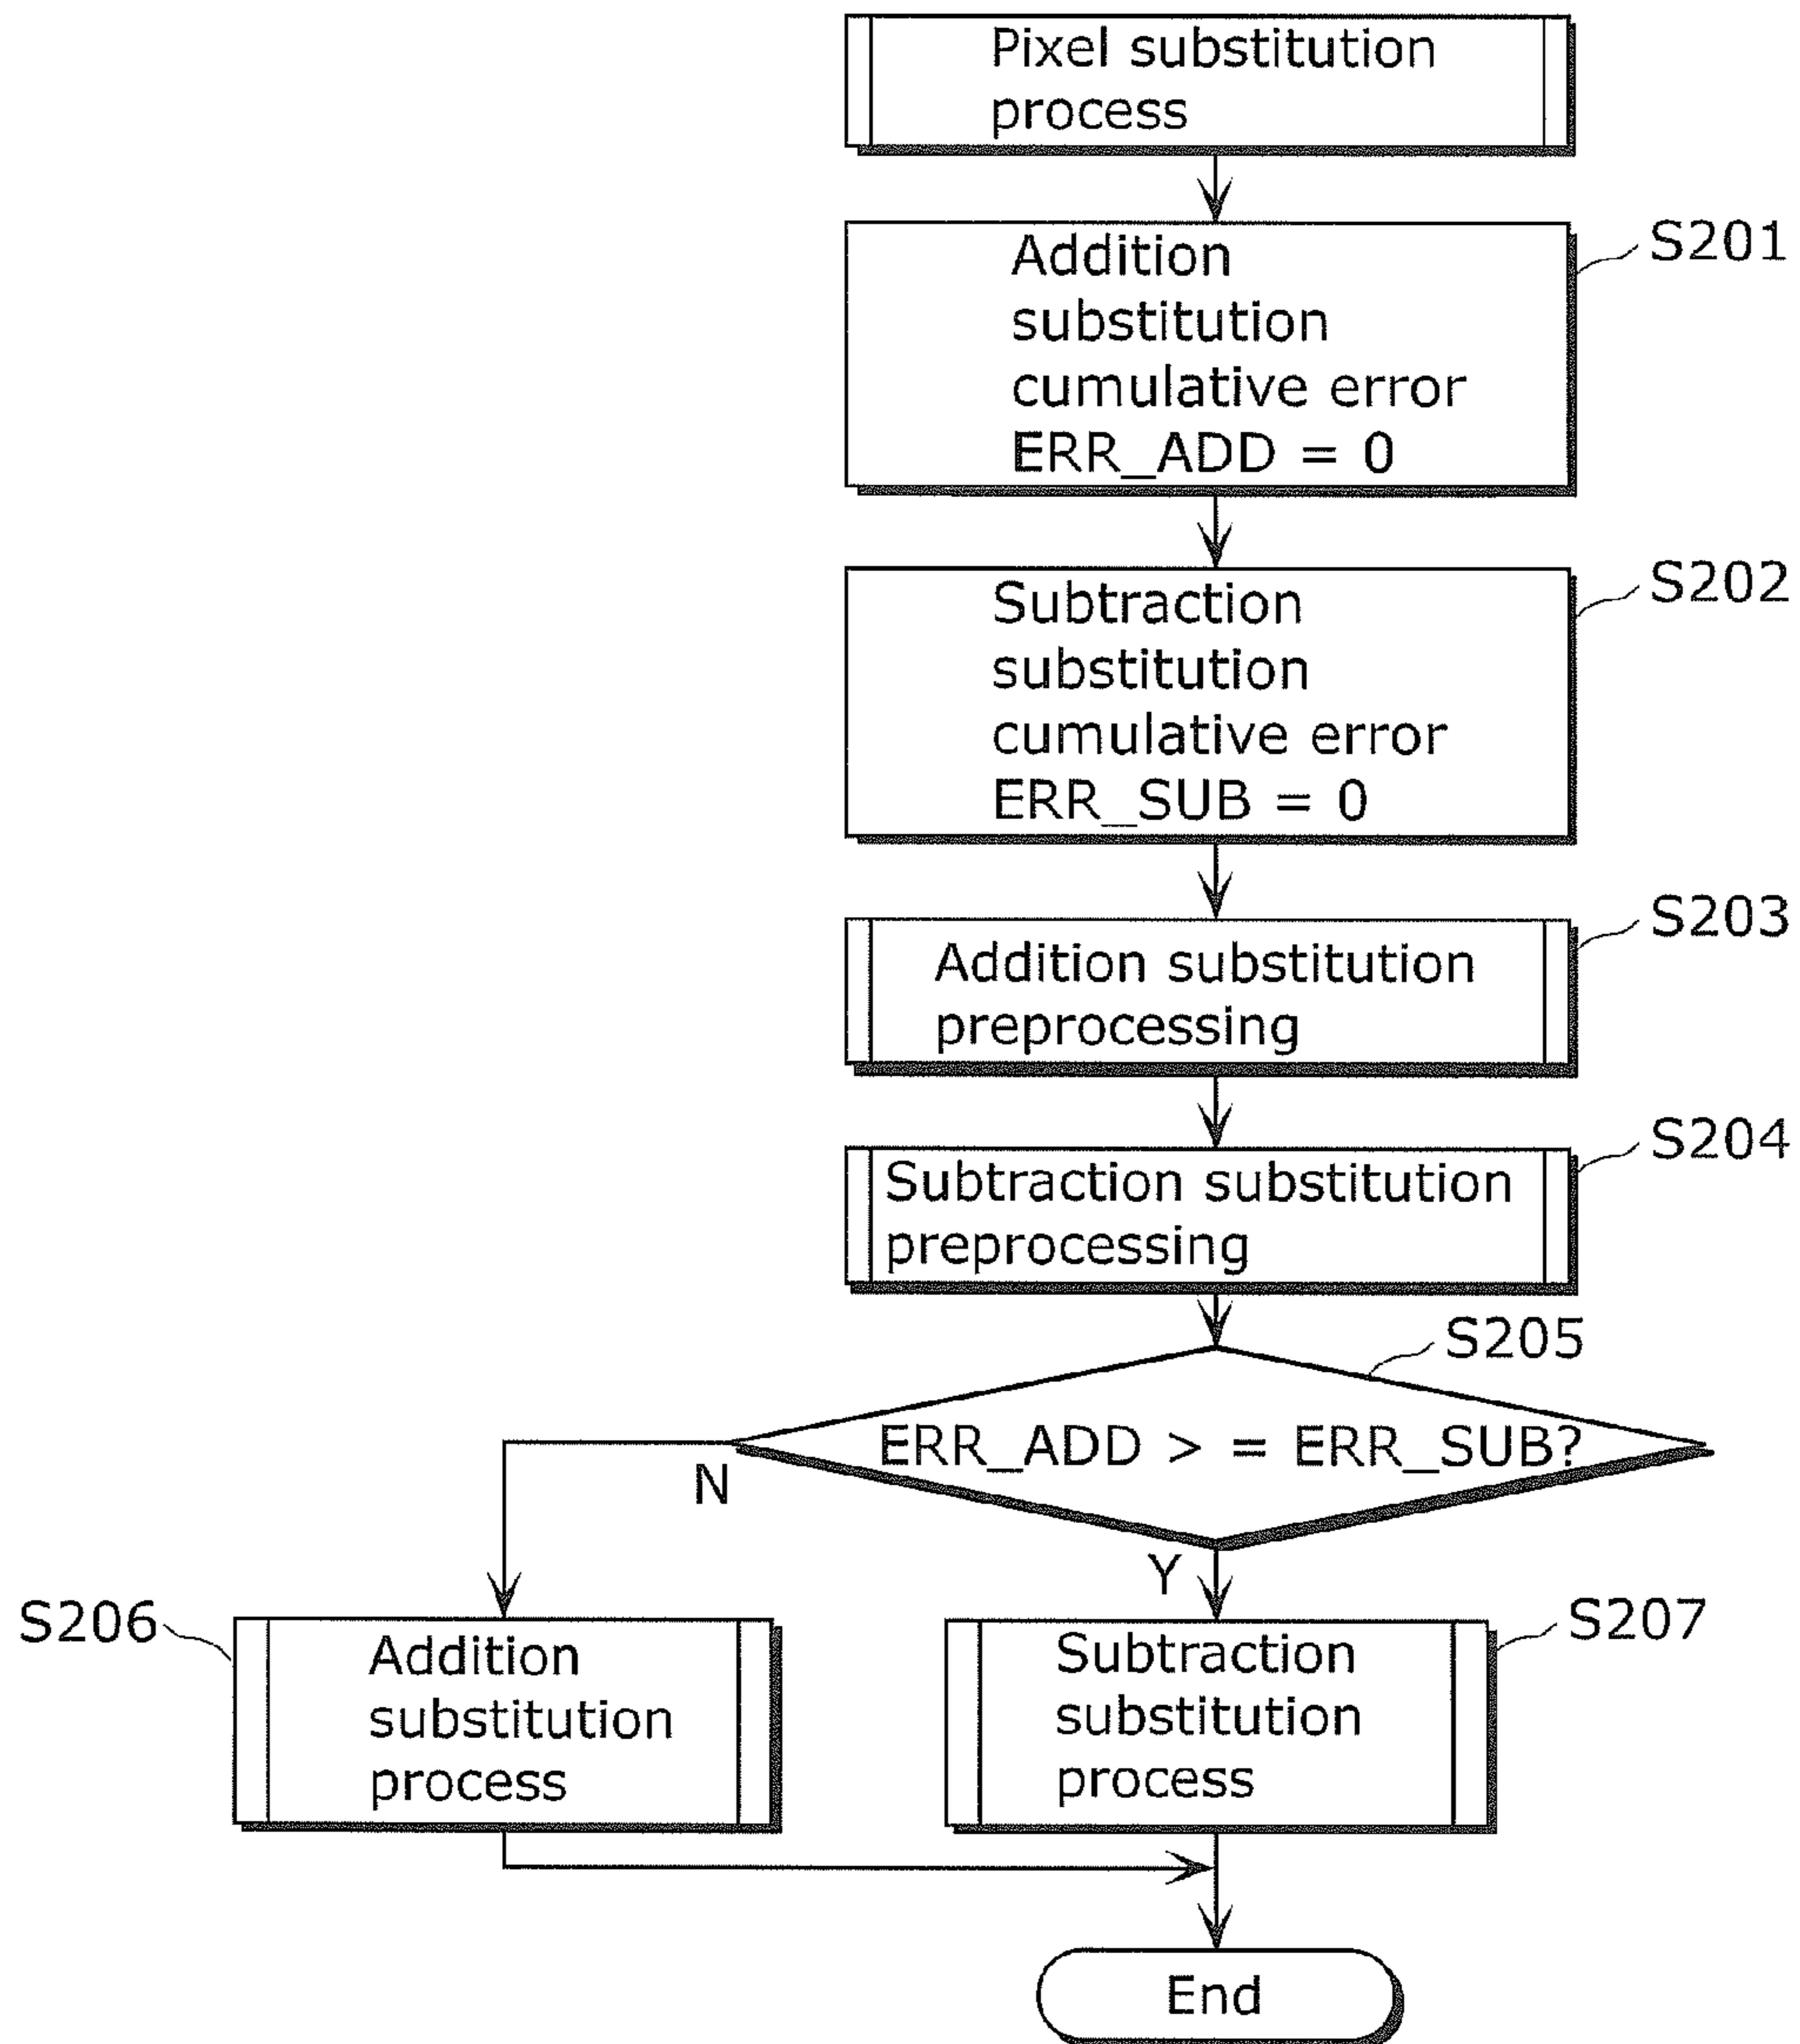 Pixel substitution
process
S201
Addition
substitution
cumulative error
ERR_ADD = 0
S202
Subtraction
substitution
cumulative error
ERR_SUB = 0
S203
Addition substitution
preprocessing
S204
Subtraction substitution
preprocessing
S205
ERR_ADD > = ERR_SUB?
N
Y
S206
Addition
substitution
process
S207
Subtraction
substitution
process
End